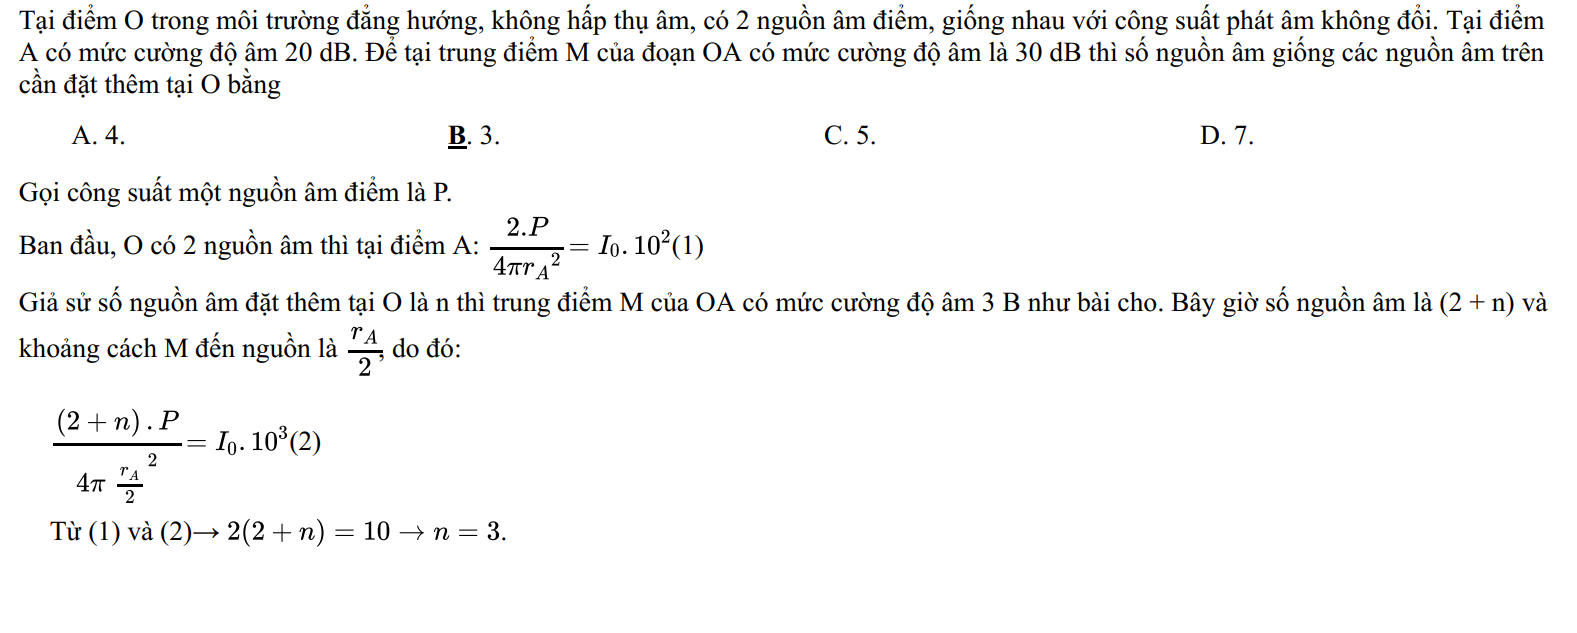 Tại điểm O trong môi trường đẳng hướng, không hấp thụ âm, có 2 nguồn âm điểm, giống nhau với công suất phát âm không đổi. Tại điểm
A có mức cường độ âm 20 dB. Để tại trung điểm M của đoạn OA có mức cường độ âm là 30 dB thì số nguồn âm giống các nguồn âm trên
cần đặt thêm tại O bằng
A. 4. B. 3. C. 5. D. 7.
Gọi công suất một nguồn âm điểm là P.
Ban đầu, O có 2 nguồn âm thì tại điểm A: \frac{2.P}{4\pi {r_A}^2} = I_0.10^2(1)
Giả sử số nguồn âm đặt thêm tại O là n thì trung điểm M của OA có mức cường độ âm 3 B như bài cho. Bây giờ số nguồn âm là (2 + n) và
khoảng cách M đến nguồn là \frac{r_A}{2}, do đó:
\frac{(2+n).P}{4\pi \frac{r_A}{2}^2} = I_0.10^3(2)
Từ (1) và (2)→ 2(2 + n) = 10 → n = 3.